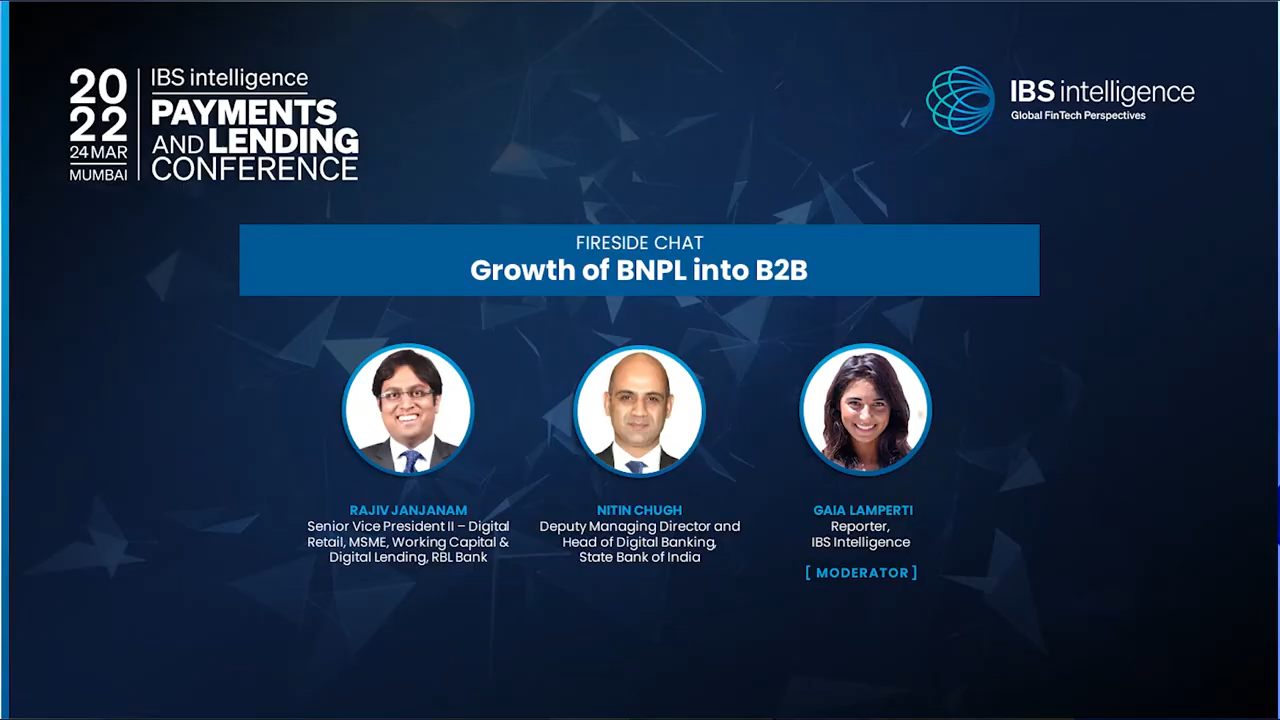 20
22
24 MAR
MUMBAI
IBS intelligence
PAYMENTS
AND LENDING
CONFERENCE
IBS intelligence
Global FinTech Perspectives
FIRESIDE CHAT
Growth of BNPL into B2B
RAJIV JANJANAM
Senior Vice President II – Digital
Retail, MSME, Working Capital &
Digital Lending, RBL Bank
NITIN CHUGH
Deputy Managing Director and
Head of Digital Banking,
State Bank of India
GAIA LAMPERTI
Reporter,
IBS Intelligence
[ MODERATOR ]